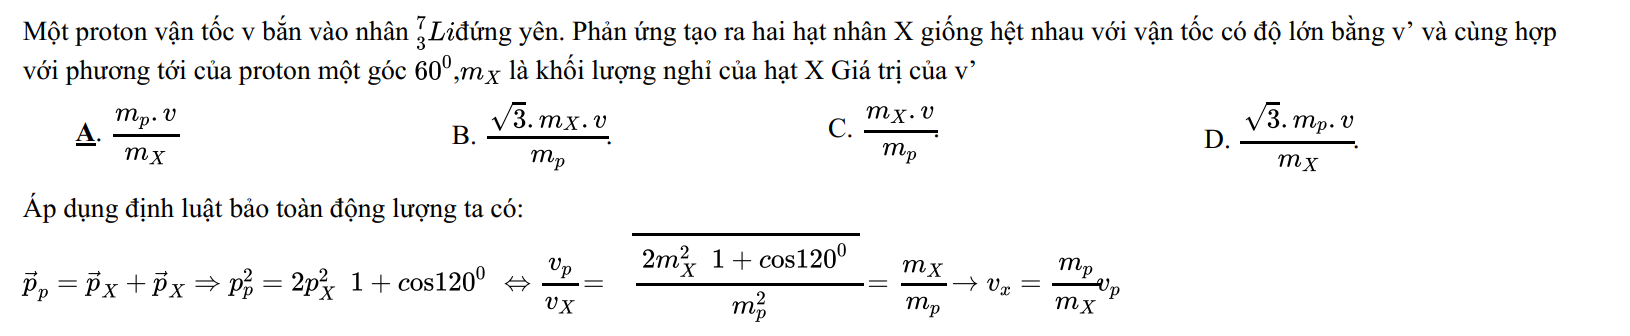 Một proton vận tốc v bắn vào nhân $_3^7Li$đứng yên. Phản ứng tạo ra hai hạt nhân X giống hệt nhau với vận tốc có độ lớn bằng v’ và cùng hợp
với phương tới của proton một góc $60^0$,$m_X$ là khối lượng nghỉ của hạt X Giá trị của v’
A. $\frac{m_p.v}{m_X}$ B. $\frac{\sqrt{3}.m_X.v}{m_p}$. C. $\frac{m_X.v}{m_p}$. D. $\frac{\sqrt{3}.m_p.v}{m_X}$.
Áp dụng định luật bảo toàn động lượng ta có:
$\vec{p}_p = \vec{p}_X + \vec{p}_X \Rightarrow p_p^2 = 2p_X^2 \; 1 + cos120^0 \Leftrightarrow \frac{v_p}{v_X} = \overline{\frac{2m_X^2 \; 1 + cos120^0}{m_p^2}} = \frac{m_X}{m_p} \rightarrow v_x = \frac{m_p}{m_X}v_p$